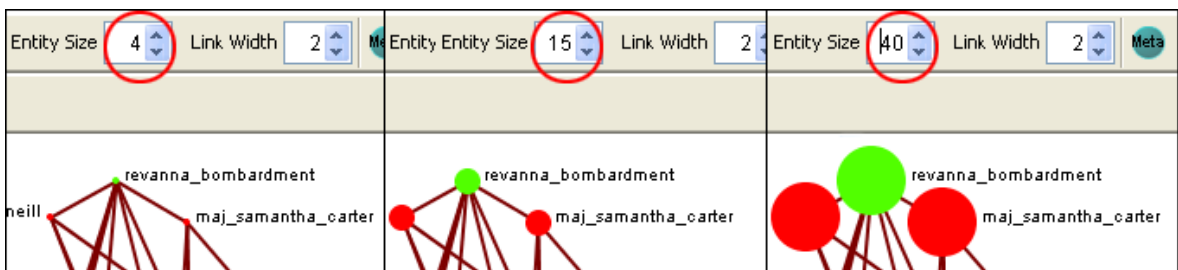 Entity Size 4 Link Width 2 Me Entity Entity Size 15 Link Width 2 Entity Size 40 Link Width 2 Meta
revanna_bombardment revanna_bombardment revanna_bombardment
neill maj_samantha_carter maj_samantha_carter maj_samantha_carter